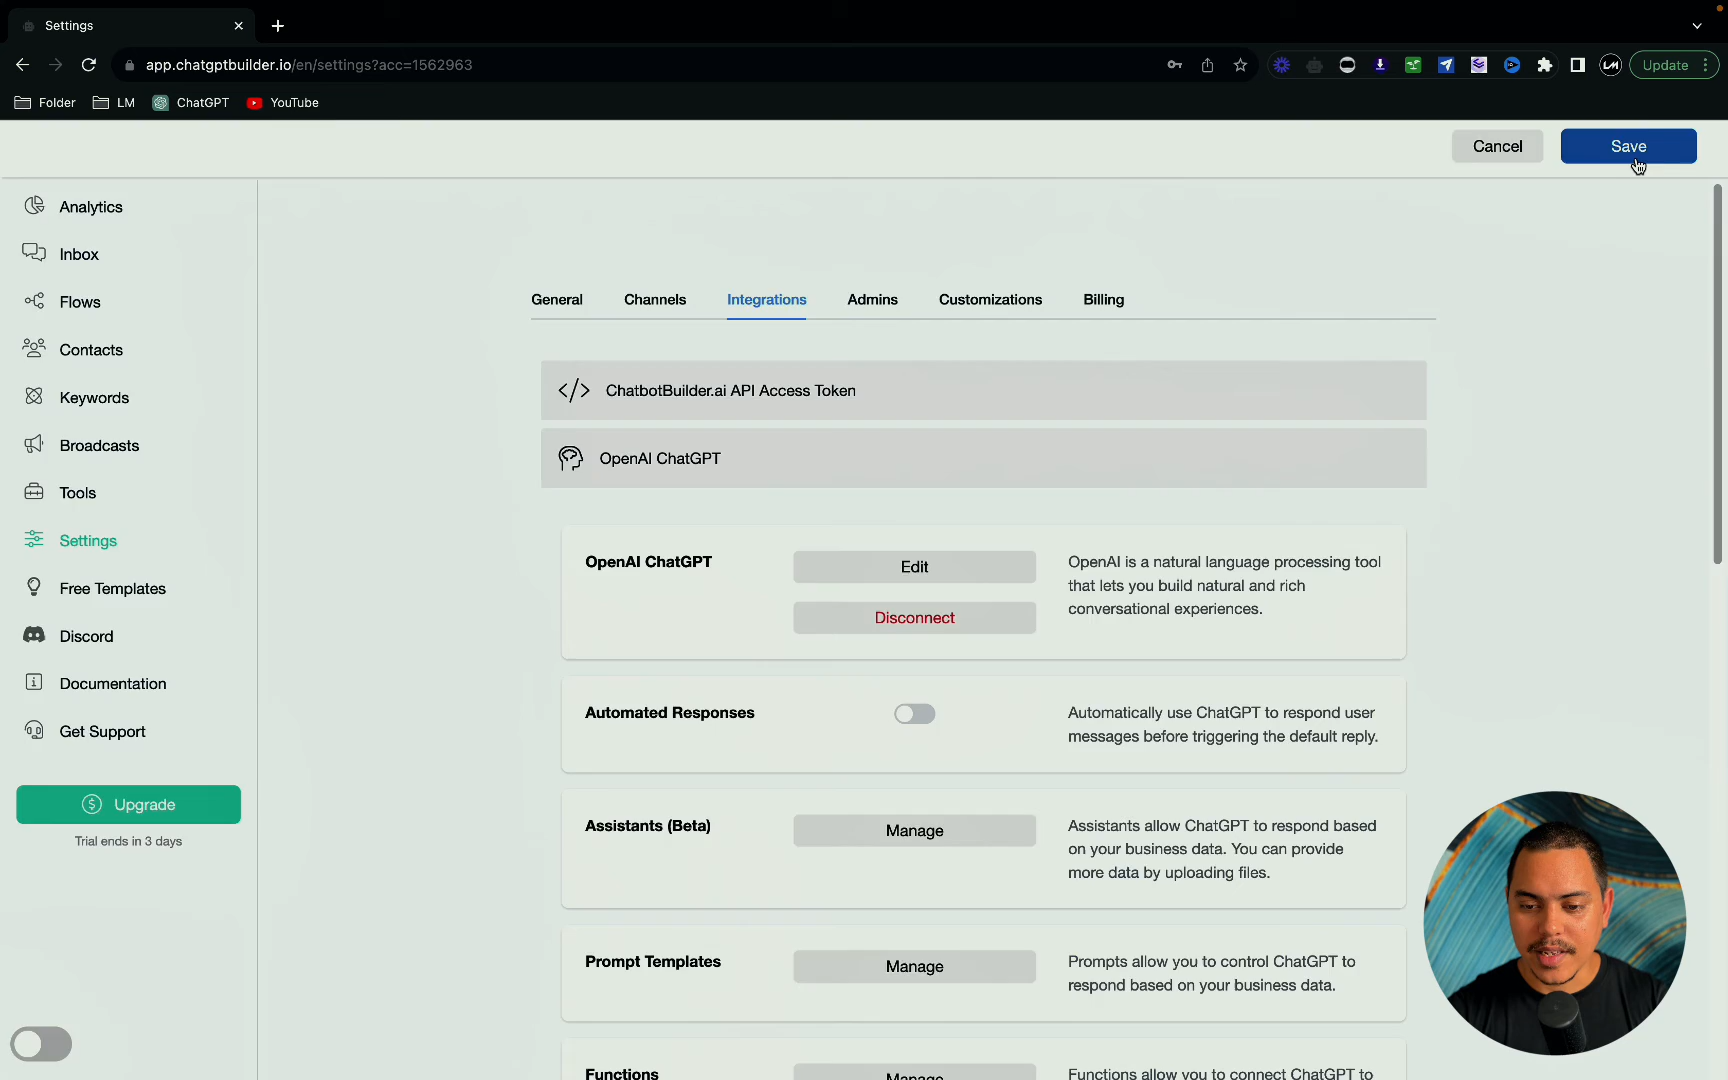 Settings
app.chatgptbuilder.io/en/settings?acc=1562963
Update
Folder
LM
ChatGPT
YouTube
Cancel
Save
Analytics
Inbox
Flows
Contacts
Keywords
Broadcasts
Tools
Settings
Free Templates
Discord
Documentation
Get Support
Upgrade
Trial ends in 3 days
General
Channels
Integrations
Admins
Customizations
Billing
</> ChatbotBuilder.ai API Access Token
OpenAI ChatGPT
OpenAI ChatGPT
Edit
Disconnect
OpenAI is a natural language processing tool
that lets you build natural and rich
conversational experiences.
Automated Responses
Automatically use ChatGPT to respond user
messages before triggering the default reply.
Assistants (Beta)
Manage
Assistants allow ChatGPT to respond based
on your business data. You can provide
more data by uploading files.
Prompt Templates
Manage
Prompts allow you to control ChatGPT to
respond based on your business data.
Functions
Manage
Functions allow you to connect ChatGPT to